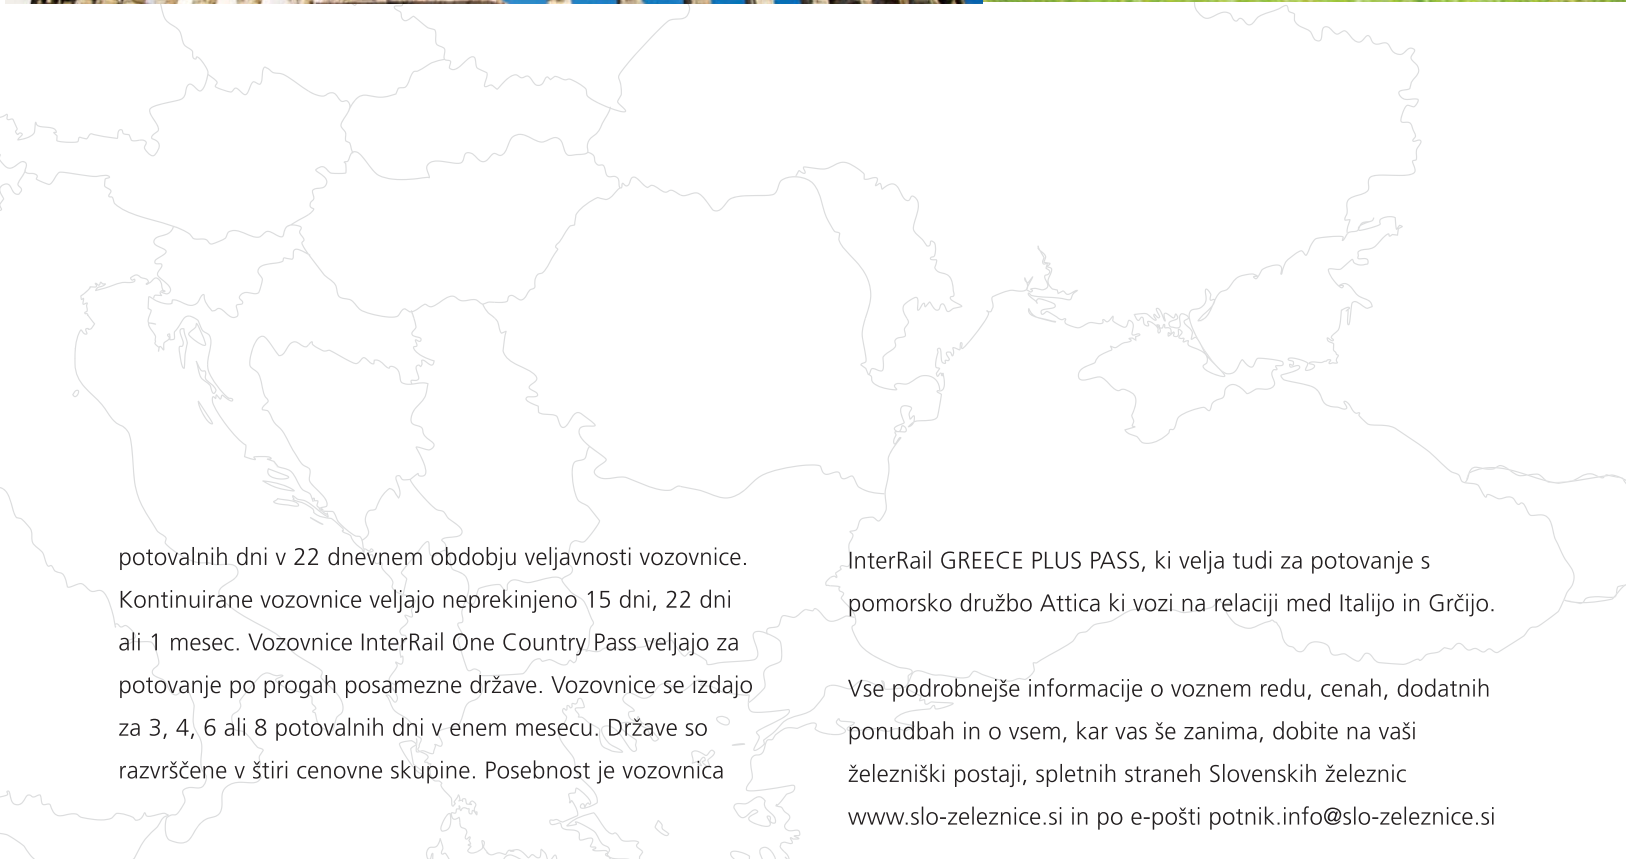 potovalnih dni v 22 dnevnem obdobju veljavnosti vozovnice.
Kontinuirane vozovnice veljajo neprekinjeno 15 dni, 22 dni
ali 1 mesec. Vozovnice InterRail One Country Pass veljajo za
potovanje po progah posamezne države. Vozovnice se izdajo
za 3, 4, 6 ali 8 potovalnih dni v enem mesecu. Države so
razvrščene v štiri cenovne skupine. Posebnost je vozovnica
InterRail GREECE PLUS PASS, ki velja tudi za potovanje s
pomorsko družbo Attica ki vozi na relaciji med Italijo in Grčijo.
Vse podrobnejše informacije o voznem redu, cenah, dodatnih
ponudbah in o vsem, kar vas še zanima, dobite na vaši
železniški postaji, spletnih straneh Slovenskih železnic
www.slo-zeleznice.si in po e-pošti potnik.info@slo-zeleznice.si